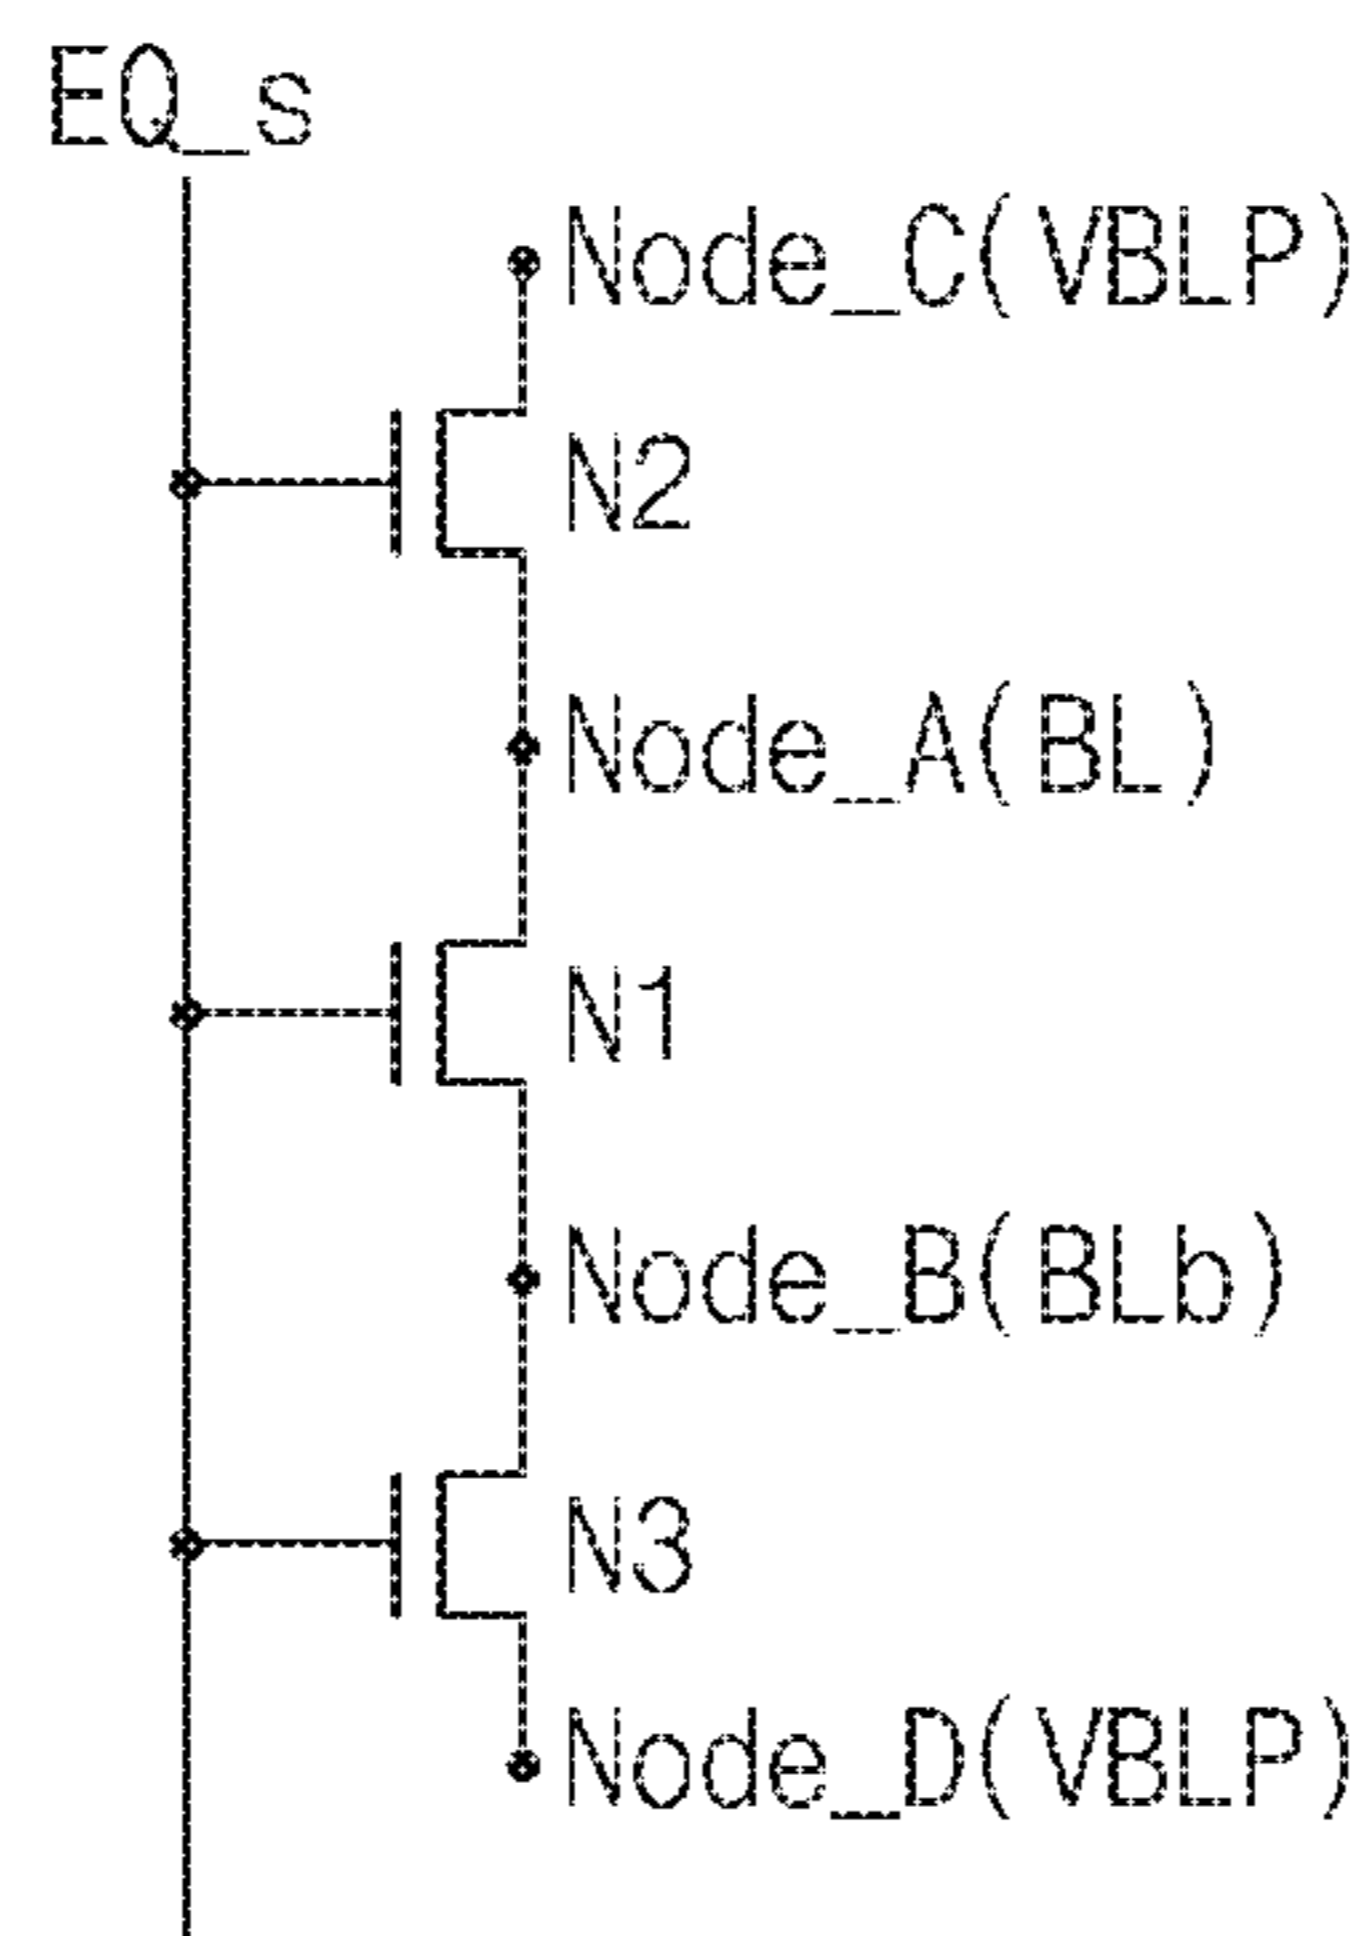 EQ_s
Node_C(VBLP)
N2
Node_A(BL)
N1
Node_B(BLb)
N3
Node_D(VBLP)